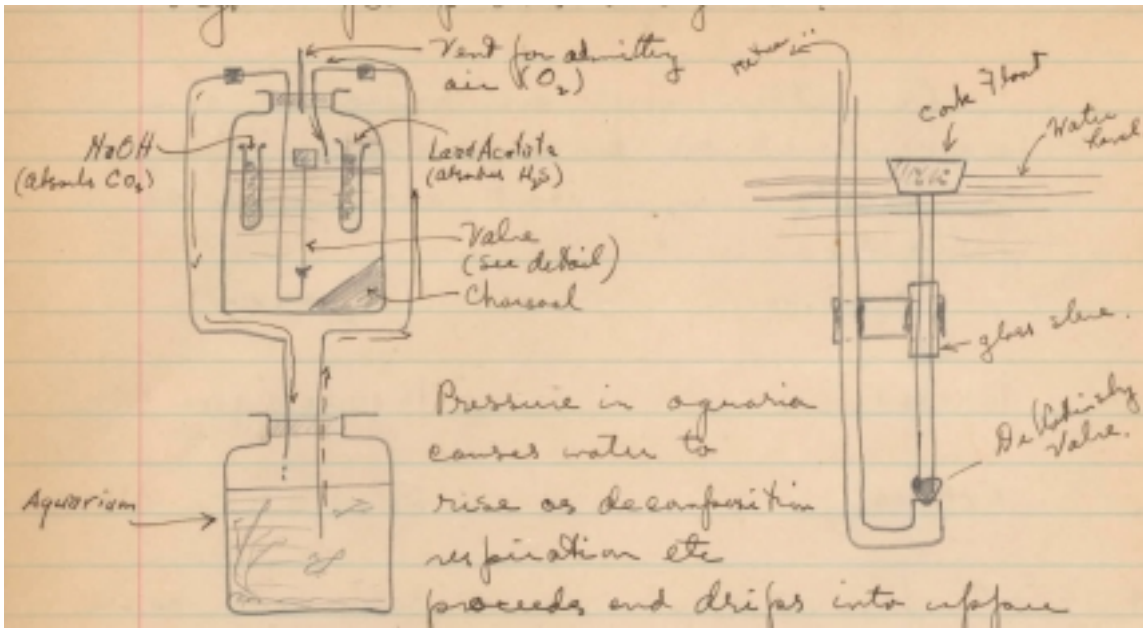 Vent for admitting
air (O₂)
NaOH
(absorbs CO₂)
Lead Acetate
(absorbs H₂S)
Valve
(see detail)
Charcoal
Aquarium
Cork Float
Water
Level
glass
Valve.
Pressure in aquaria
causes water to
rise as decomposition
respiration etc
proceeds and drips into upper